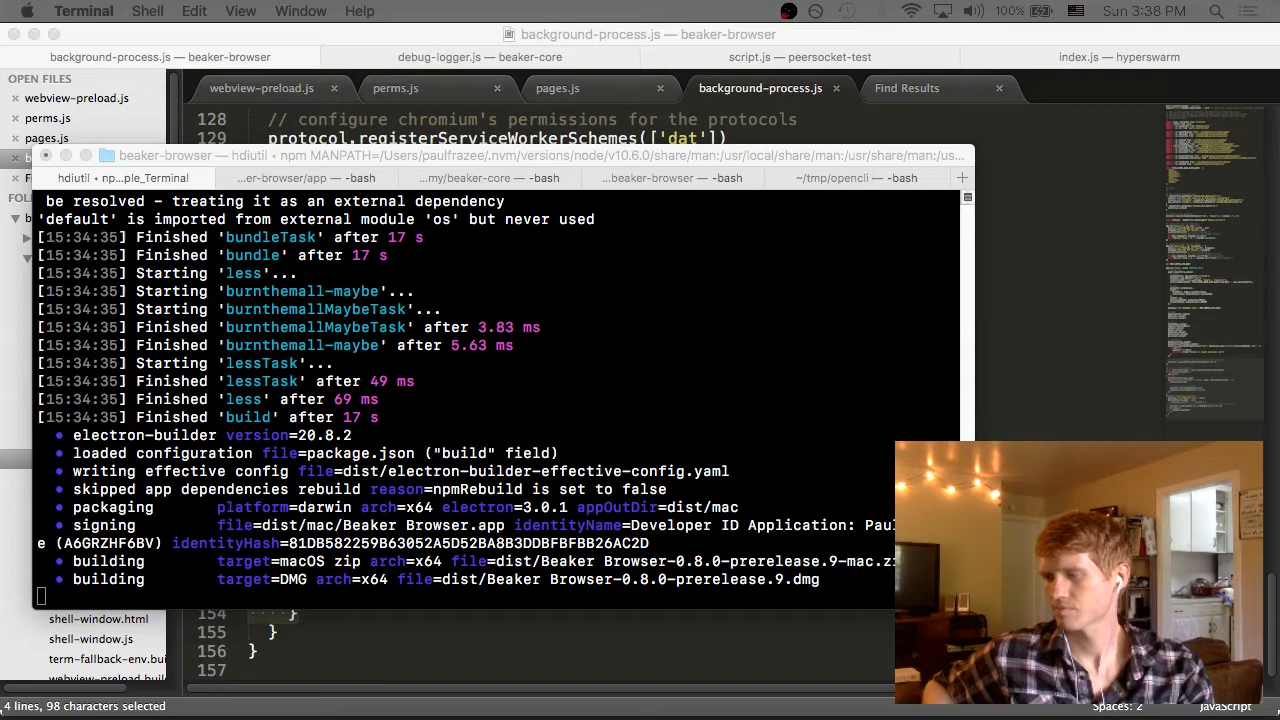 Terminal Shell Edit View Window Help 100% Sun 3:38 PM
background-process.js — beaker-browser
background-process.js — beaker-browser debug-logger.js — beaker-core script.js — peersocket-test index.js — hyperswarm
OPEN FILES
webview-preload.js
perms.js
pages.js
FOL
webview-preload.js perms.js pages.js background-process.js Find Results
128 // configure chromium's permissions for the protocols
129 protocol.registerServiceWorkerSchemes(['dat'])
beaker-browser — hdiutil ◂ npm MANPATH=/Users/paulfrazee/.nvm/versions/node/v10.6.0/share/man:/usr/local/share/man:/usr/share/man:/us...
hdiutil ◂ np...ple_Terminal ...er-browser/ — -bash ...my/beaker — -bash ...beaker-browser — -bash ~/tmp/opencli — -bash
be resolved – treating it as an external dependency
'default' is imported from external module 'os' but never used
[15:34:35] Finished 'bundleTask' after 17 s
[15:34:35] Finished 'bundle' after 17 s
[15:34:35] Starting 'less'...
[15:34:35] Starting 'burnthemall-maybe'...
[15:34:35] Starting 'burnthemallMaybeTask'...
[15:34:35] Finished 'burnthemallMaybeTask' after 3.83 ms
[15:34:35] Finished 'burnthemall-maybe' after 5.63 ms
[15:34:35] Starting 'lessTask'...
[15:34:35] Finished 'lessTask' after 49 ms
[15:34:35] Finished 'less' after 69 ms
[15:34:35] Finished 'build' after 17 s
• electron-builder version=20.8.2
• loaded configuration file=package.json ("build" field)
• writing effective config file=dist/electron-builder-effective-config.yaml
• skipped app dependencies rebuild reason=npmRebuild is set to false
• packaging platform=darwin arch=x64 electron=3.0.1 appOutDir=dist/mac
• signing file=dist/mac/Beaker Browser.app identityName=Developer ID Application: Pau
e (A6GRZHF6BV) identityHash=81DB582259B63052A5D52BA8B3DDBFBFBB26AC2D
• building target=macOS zip arch=x64 file=dist/Beaker Browser-0.8.0-prerelease.9-mac.zi
• building target=DMG arch=x64 file=dist/Beaker Browser-0.8.0-prerelease.9.dmg
154 }
155 }
156 }
157
shell-window.html
shell-window.js
term-fallback-env.bui
webview-preload.buil
4 lines, 98 characters selected Spaces: 2 JavaScript